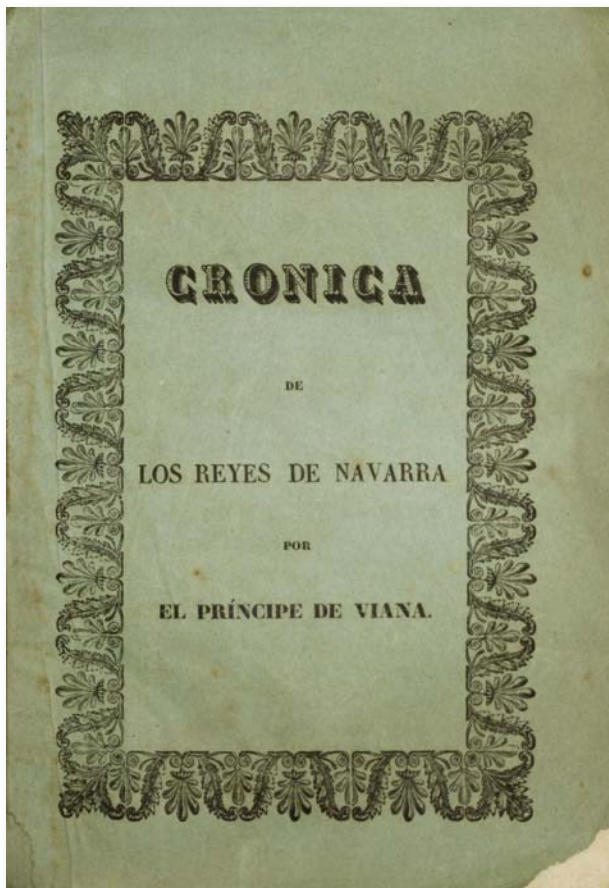 CRONICA
DE
LOS REYES DE NAVARRA
POR
EL PRÍNCIPE DE VIANA.